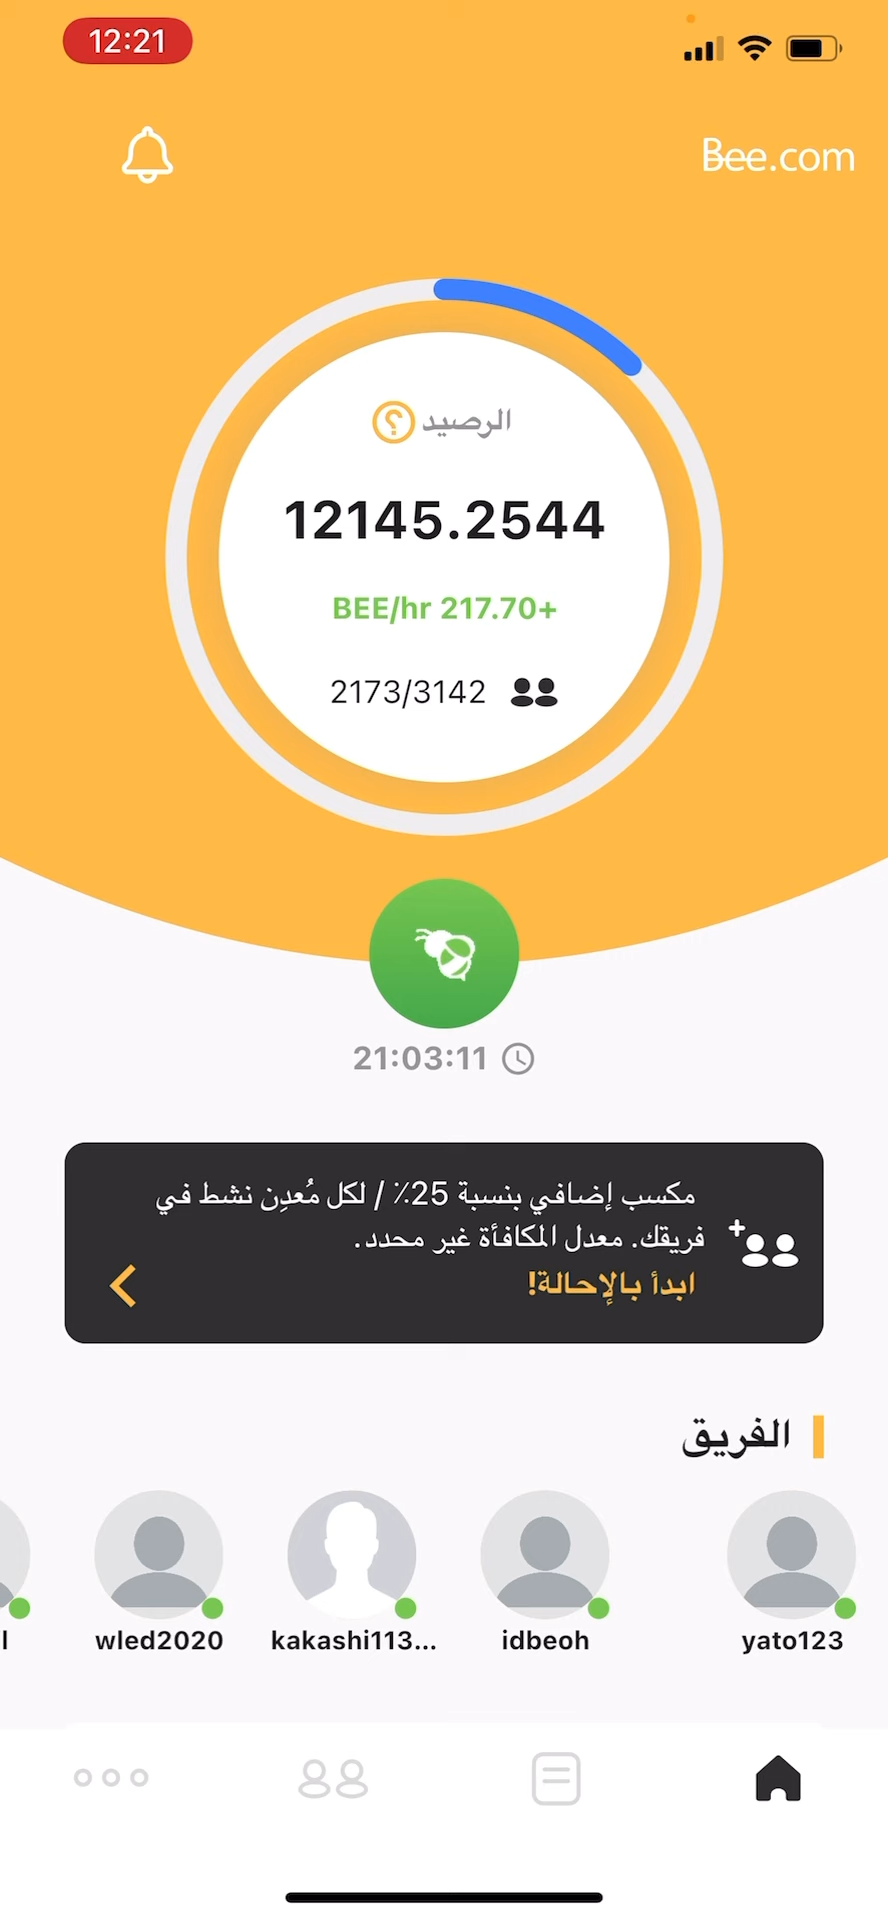 12:21
Bee.com
الرصيد
12145.2544
BEE/hr 217.70+
2173/3142
21:03:11
مكسب إضافي بنسبة 25٪ / لكل مُعدِن نشط في
فريقك. معدل المكافأة غير محدد.
ابدأ بالإحالة!
الفريق
yato123
idbeoh
kakashi113...
wled2020
l